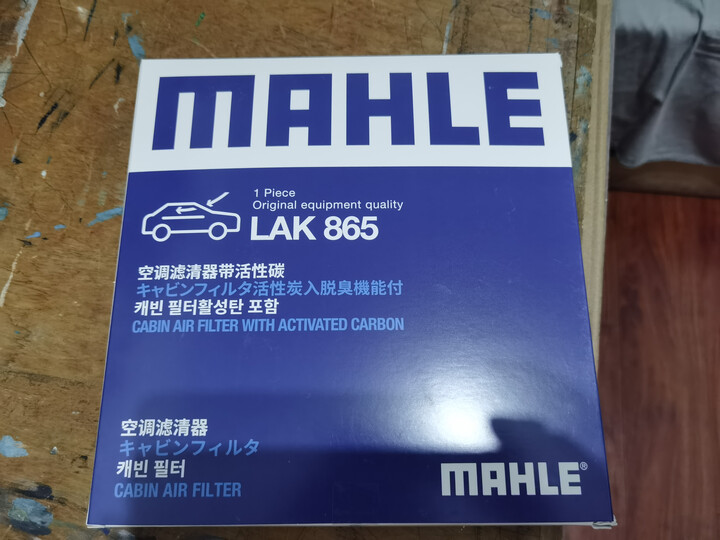 MAHLE
1 Piece
Original equipment quality
LAK 865
空调滤清器带活性碳
キャビンフィルタ活性炭入脱臭機能付
캐빈 필터활성탄 포함
CABIN AIR FILTER WITH ACTIVATED CARBON
空调滤清器
キャビンフィルタ
캐빈 필터
CABIN AIR FILTER
MAHLE®